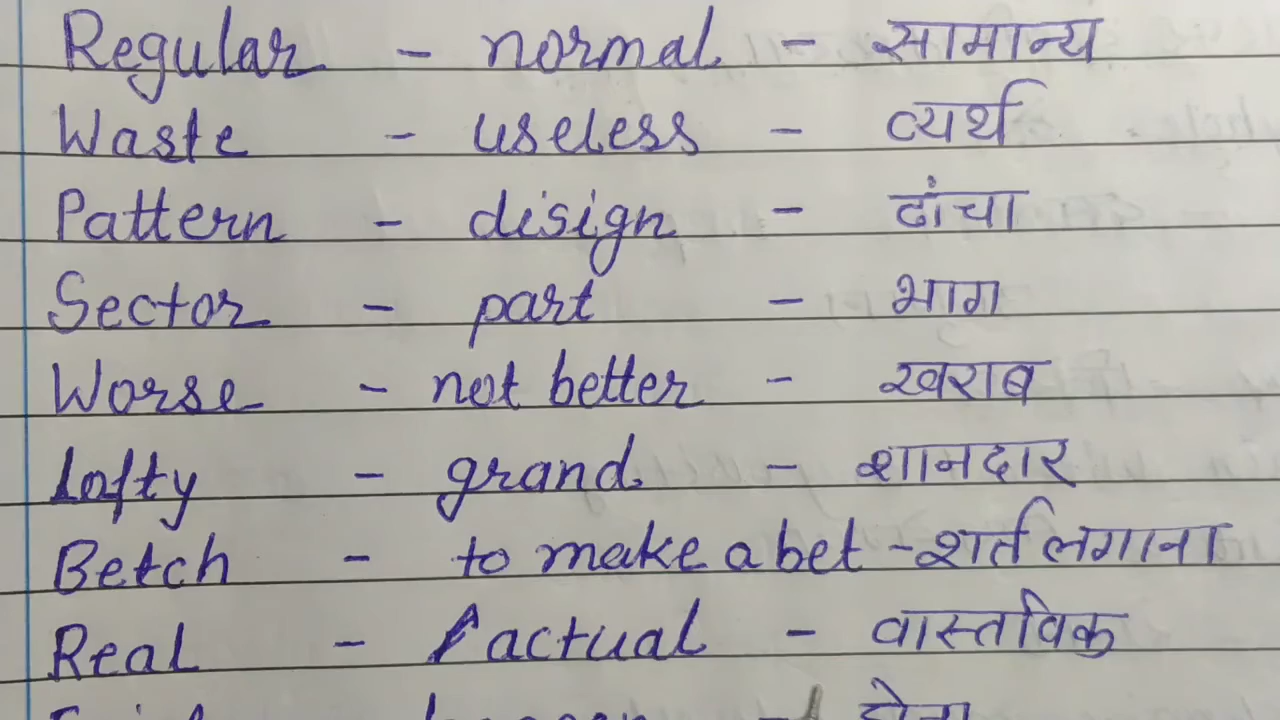 Regular - normal - सामान्य
Waste - useless - व्यर्थ
Pattern - disign - ढांचा
Sector - part - भाग
Worse - not better - खराब
Lofty - grand - शानदार
Betch - to make a bet - शर्त लगाना
Real - actual - वास्तविक